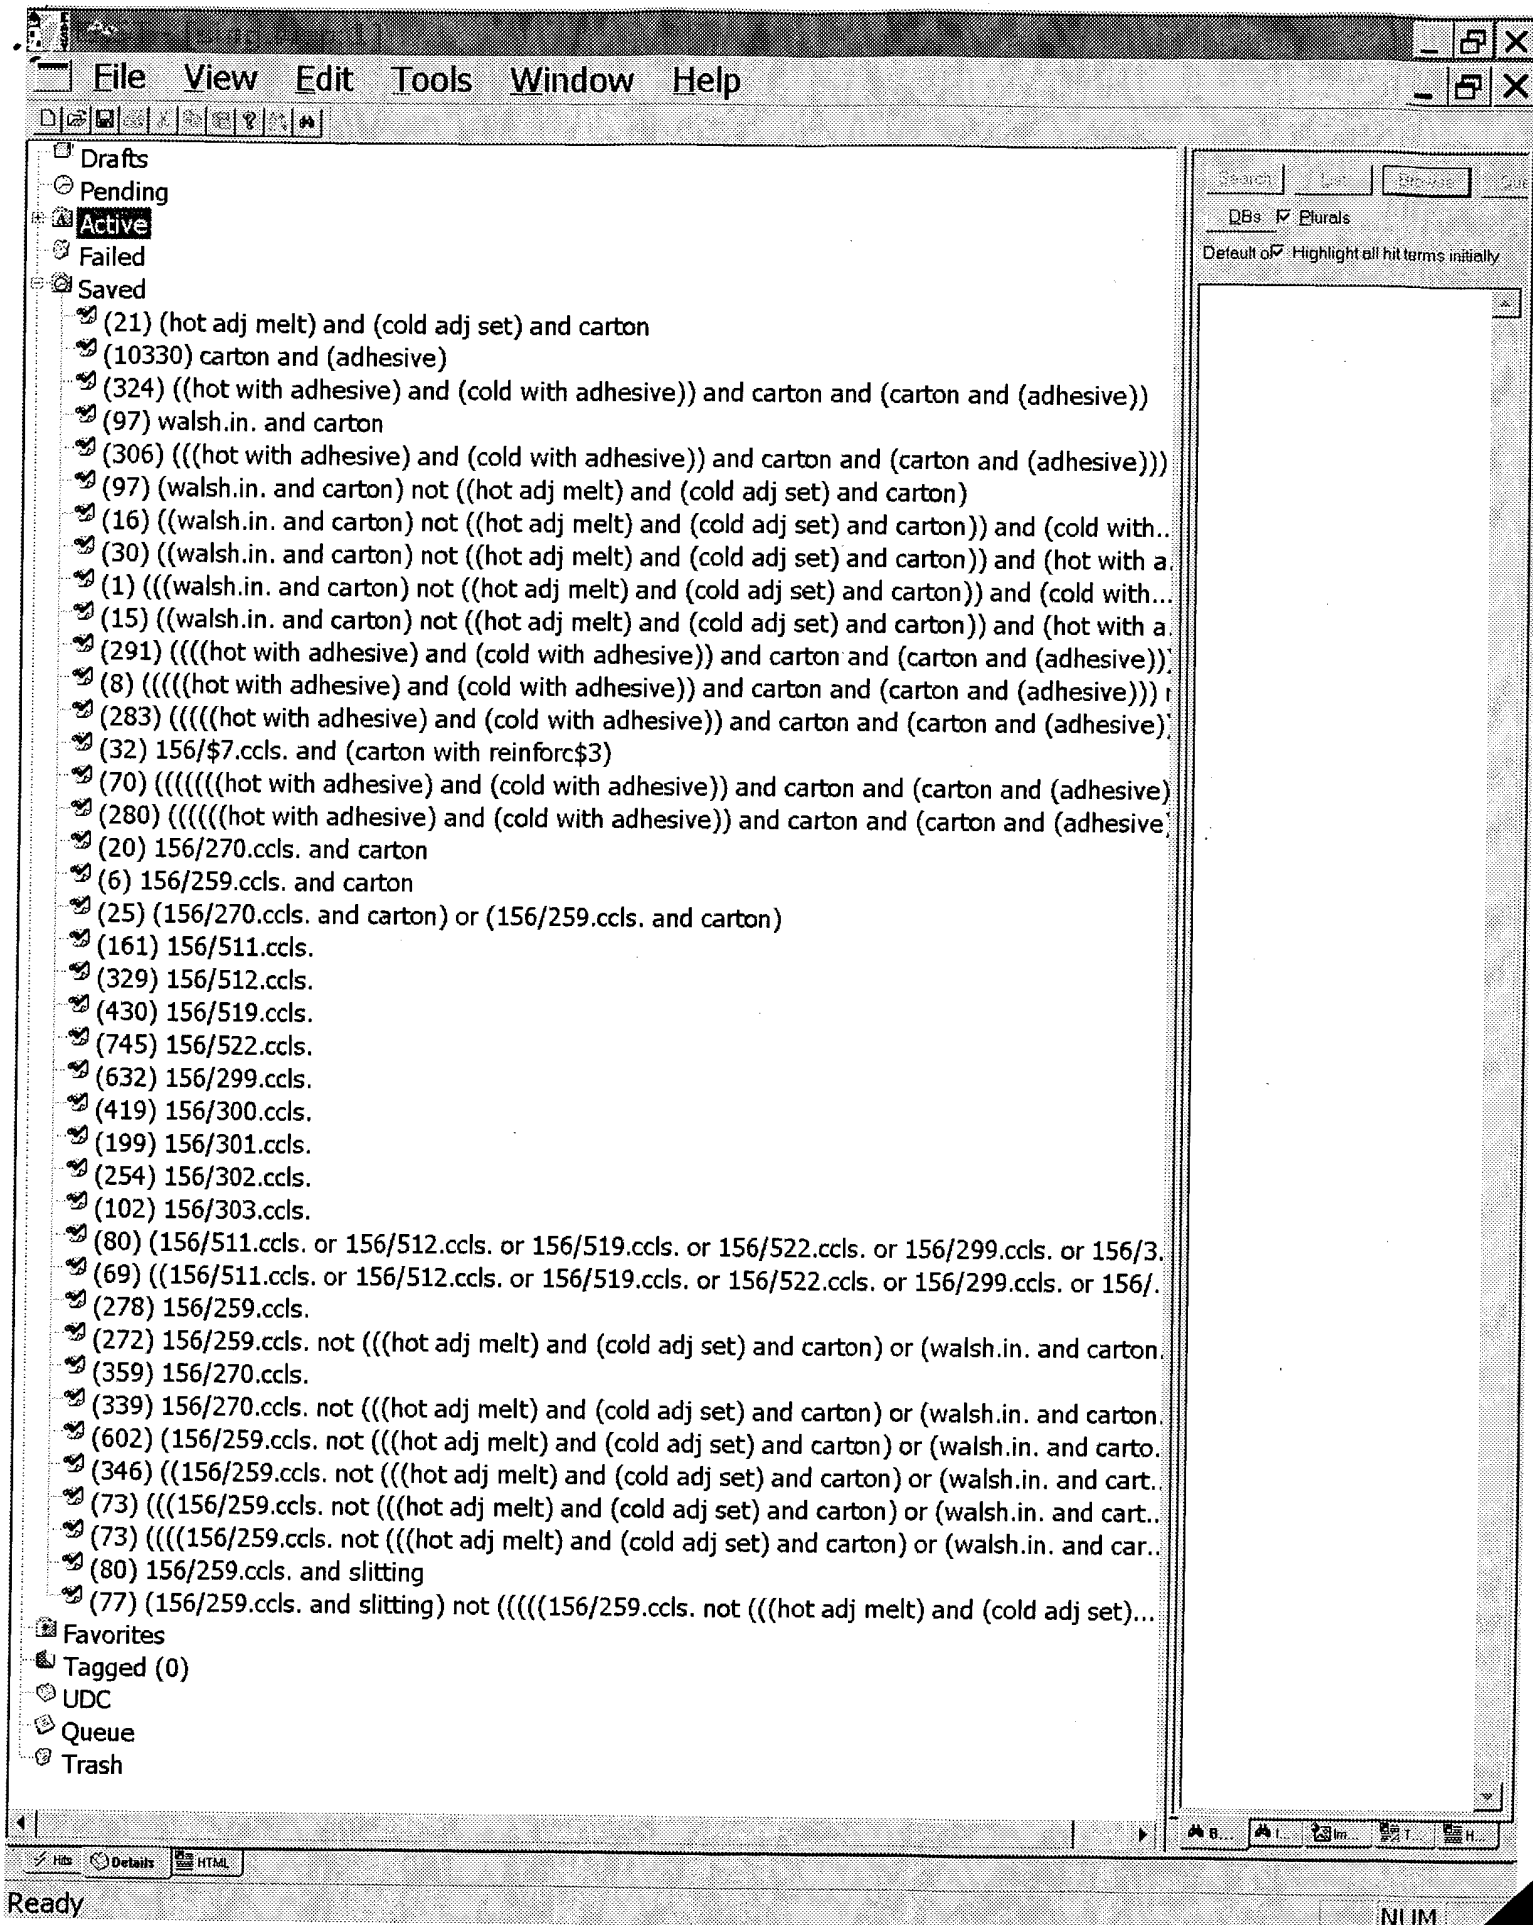 File View Edit Tools Window Help
Drafts
Pending
Active
Failed
Saved
(21) (hot adj melt) and (cold adj set) and carton
(10330) carton and (adhesive)
(324) ((hot with adhesive) and (cold with adhesive)) and carton and (carton and (adhesive))
(97) walsh.in. and carton
(306) (((hot with adhesive) and (cold with adhesive)) and carton and (carton and (adhesive)))
(97) (walsh.in. and carton) not ((hot adj melt) and (cold adj set) and carton)
(16) ((walsh.in. and carton) not ((hot adj melt) and (cold adj set) and carton)) and (cold with..
(30) ((walsh.in. and carton) not ((hot adj melt) and (cold adj set) and carton)) and (hot with a.
(1) (((walsh.in. and carton) not ((hot adj melt) and (cold adj set) and carton)) and (cold with...
(15) ((walsh.in. and carton) not ((hot adj melt) and (cold adj set) and carton)) and (hot with a.
(291) ((((hot with adhesive) and (cold with adhesive)) and carton and (carton and (adhesive))
(8) (((((hot with adhesive) and (cold with adhesive)) and carton and (carton and (adhesive)))
(283) (((((hot with adhesive) and (cold with adhesive)) and carton and (carton and (adhesive)
(32) 156/$7.ccls. and (carton with reinforc$3)
(70) (((((((hot with adhesive) and (cold with adhesive)) and carton and (carton and (adhesive)
(280) ((((((hot with adhesive) and (cold with adhesive)) and carton and (carton and (adhesive
(20) 156/270.ccls. and carton
(6) 156/259.ccls. and carton
(25) (156/270.ccls. and carton) or (156/259.ccls. and carton)
(161) 156/511.ccls.
(329) 156/512.ccls.
(430) 156/519.ccls.
(745) 156/522.ccls.
(632) 156/299.ccls.
(419) 156/300.ccls.
(199) 156/301.ccls.
(254) 156/302.ccls.
(102) 156/303.ccls.
(80) (156/511.ccls. or 156/512.ccls. or 156/519.ccls. or 156/522.ccls. or 156/299.ccls. or 156/3.
(69) ((156/511.ccls. or 156/512.ccls. or 156/519.ccls. or 156/522.ccls. or 156/299.ccls. or 156/.
(278) 156/259.ccls.
(272) 156/259.ccls. not (((hot adj melt) and (cold adj set) and carton) or (walsh.in. and carton.
(359) 156/270.ccls.
(339) 156/270.ccls. not (((hot adj melt) and (cold adj set) and carton) or (walsh.in. and carton.
(602) (156/259.ccls. not (((hot adj melt) and (cold adj set) and carton) or (walsh.in. and carto.
(346) ((156/259.ccls. not (((hot adj melt) and (cold adj set) and carton) or (walsh.in. and cart..
(73) (((156/259.ccls. not (((hot adj melt) and (cold adj set) and carton) or (walsh.in. and cart..
(73) ((((156/259.ccls. not (((hot adj melt) and (cold adj set) and carton) or (walsh.in. and car..
(80) 156/259.ccls. and slitting
(77) (156/259.ccls. and slitting) not (((((156/259.ccls. not (((hot adj melt) and (cold adj set)...
Favorites
Tagged (0)
UDC
Queue
Trash
Search List Browse Que
DBs Plurals
Default o Highlight all hit terms initially
B... I... Im... T... H...
Hits Details HTML
Ready
NUM